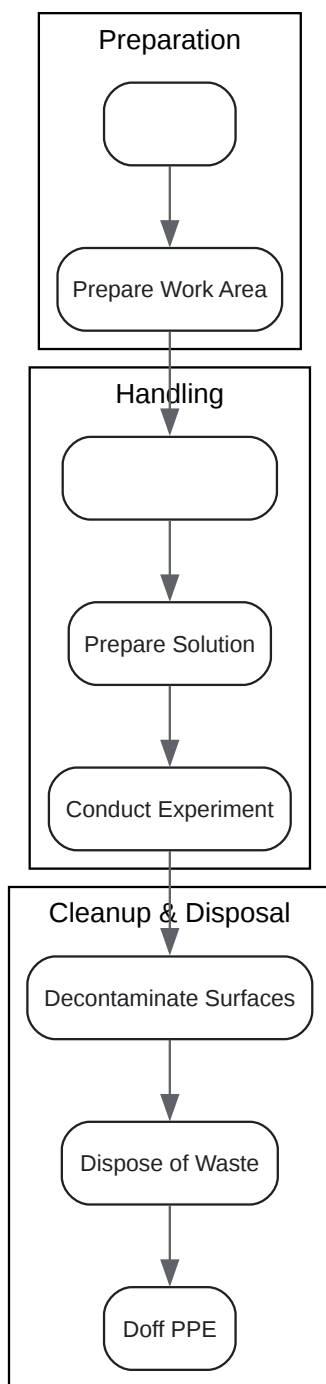 Preparation
Prepare Work Area
Handling
Prepare Solution
Conduct Experiment
Cleanup & Disposal
Decontaminate Surfaces
Dispose of Waste
Doff PPE